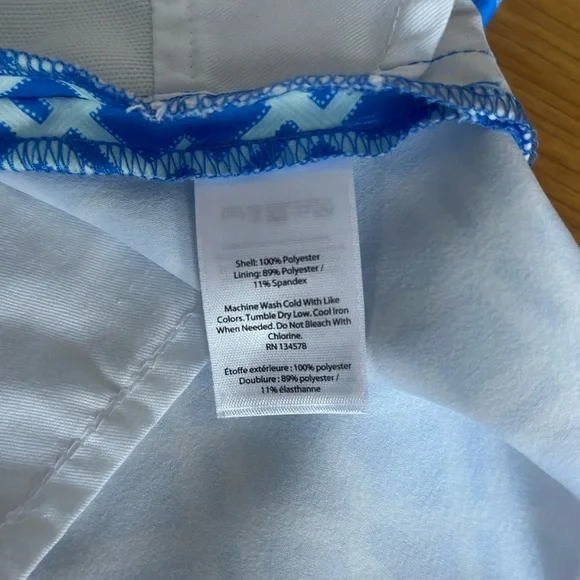 Shell: 100% Polyester
Lining: 89% Polyester /
11% Spandex
Machine Wash Cold With Like
Colors. Tumble Dry Low. Cool Iron
When Needed. Do Not Bleach With
Chlorine.
RN 134578
Étoffe extérieure : 100% polyester
Doublure : 89% polyester /
11% élasthanne